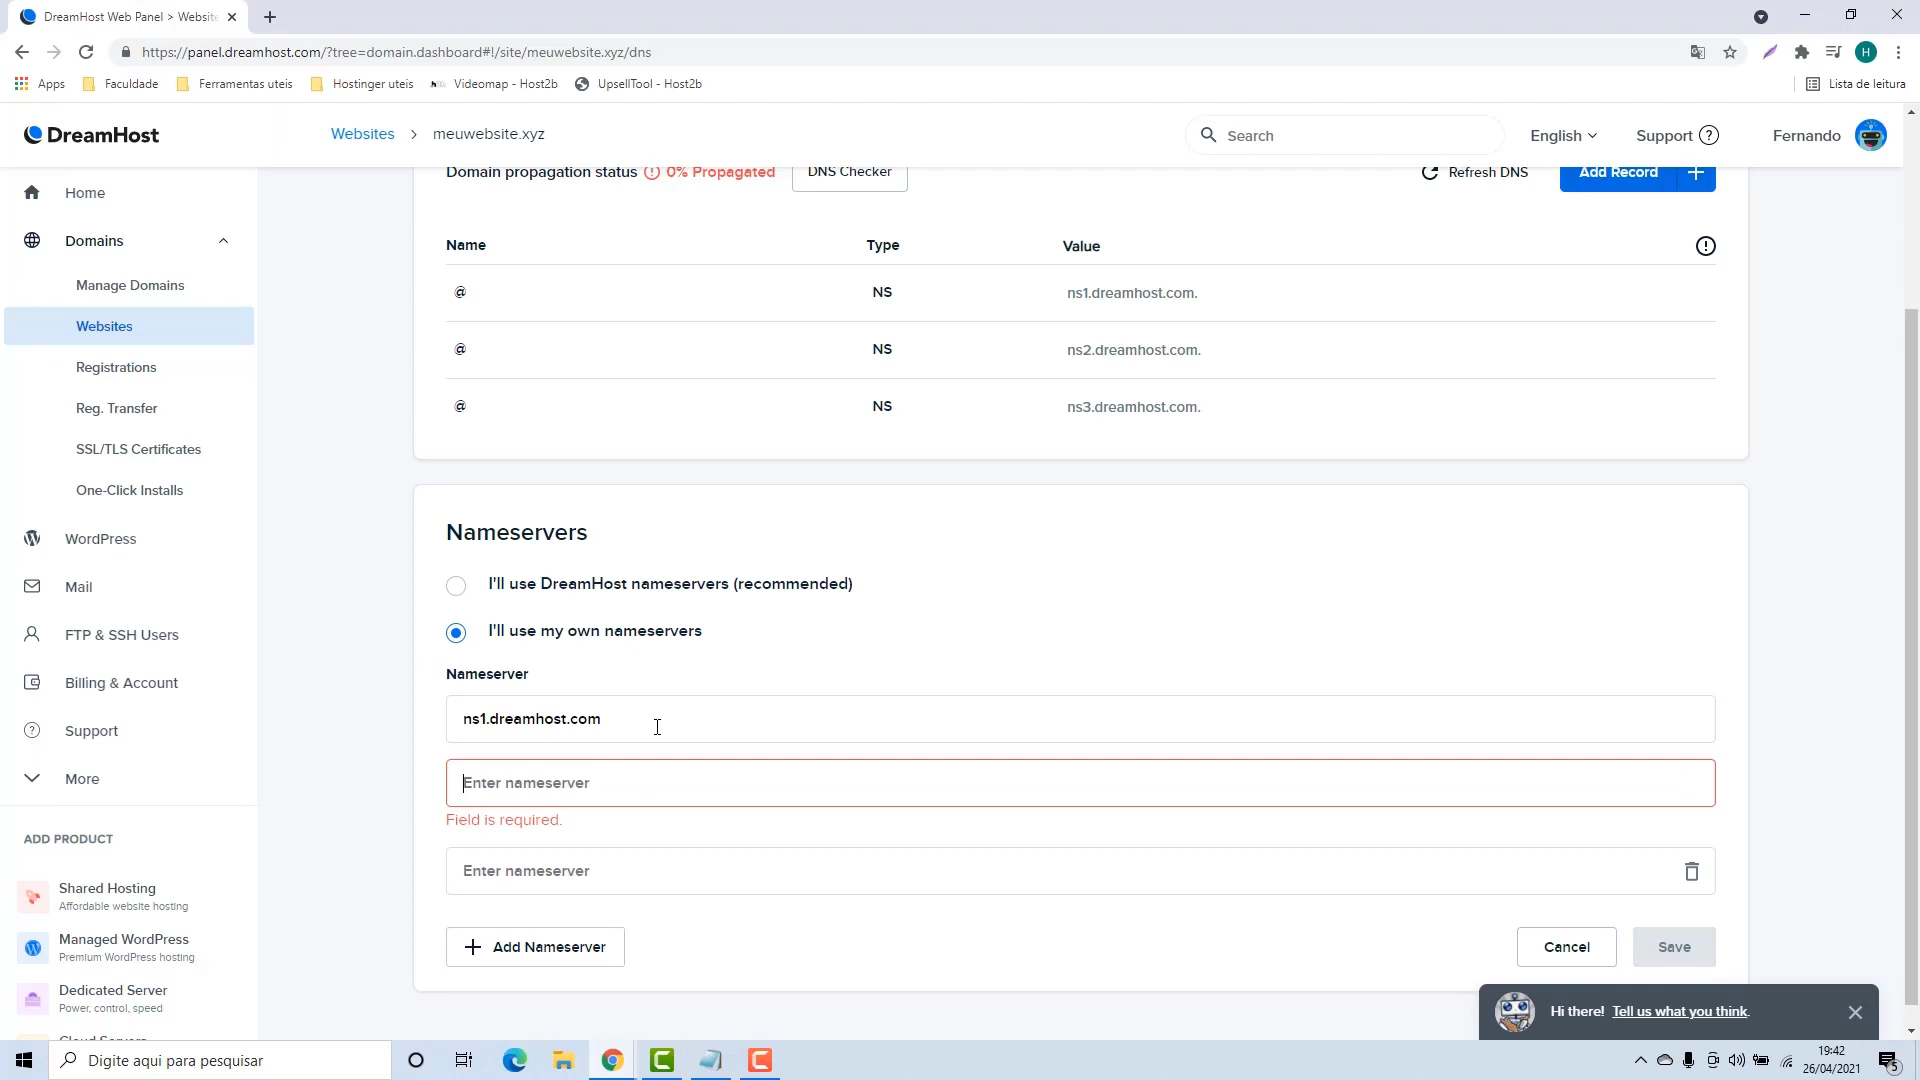 DreamHost Web Panel > Website
https://panel.dreamhost.com/?tree=domain.dashboard#!/site/meuwebsite.xyz/dns
H
Apps
Faculdade
Ferramentas uteis
Hostinger uteis
Videomap - Host2b
UpsellTool - Host2b
Lista de leitura
DreamHost
Websites > meuwebsite.xyz
Search
English
Support ?
Fernando
Home
Domains
Manage Domains
Websites
Registrations
Reg. Transfer
SSL/TLS Certificates
One-Click Installs
WordPress
Mail
FTP & SSH Users
Billing & Account
Support
More
ADD PRODUCT
Shared Hosting
Affordable website hosting
Managed WordPress
Premium WordPress hosting
Dedicated Server
Power, control, speed
Cloud Servers
Domain propagation status 0% Propagated
DNS Checker
Refresh DNS
Add Record +
Name Type Value
@ NS ns1.dreamhost.com.
@ NS ns2.dreamhost.com.
@ NS ns3.dreamhost.com.
Nameservers
I'll use DreamHost nameservers (recommended)
I'll use my own nameservers
Nameserver
ns1.dreamhost.com
Enter nameserver
Field is required.
Enter nameserver
+ Add Nameserver
Cancel
Save
Hi there! Tell us what you think.
Digite aqui para pesquisar
19:42
26/04/2021
5